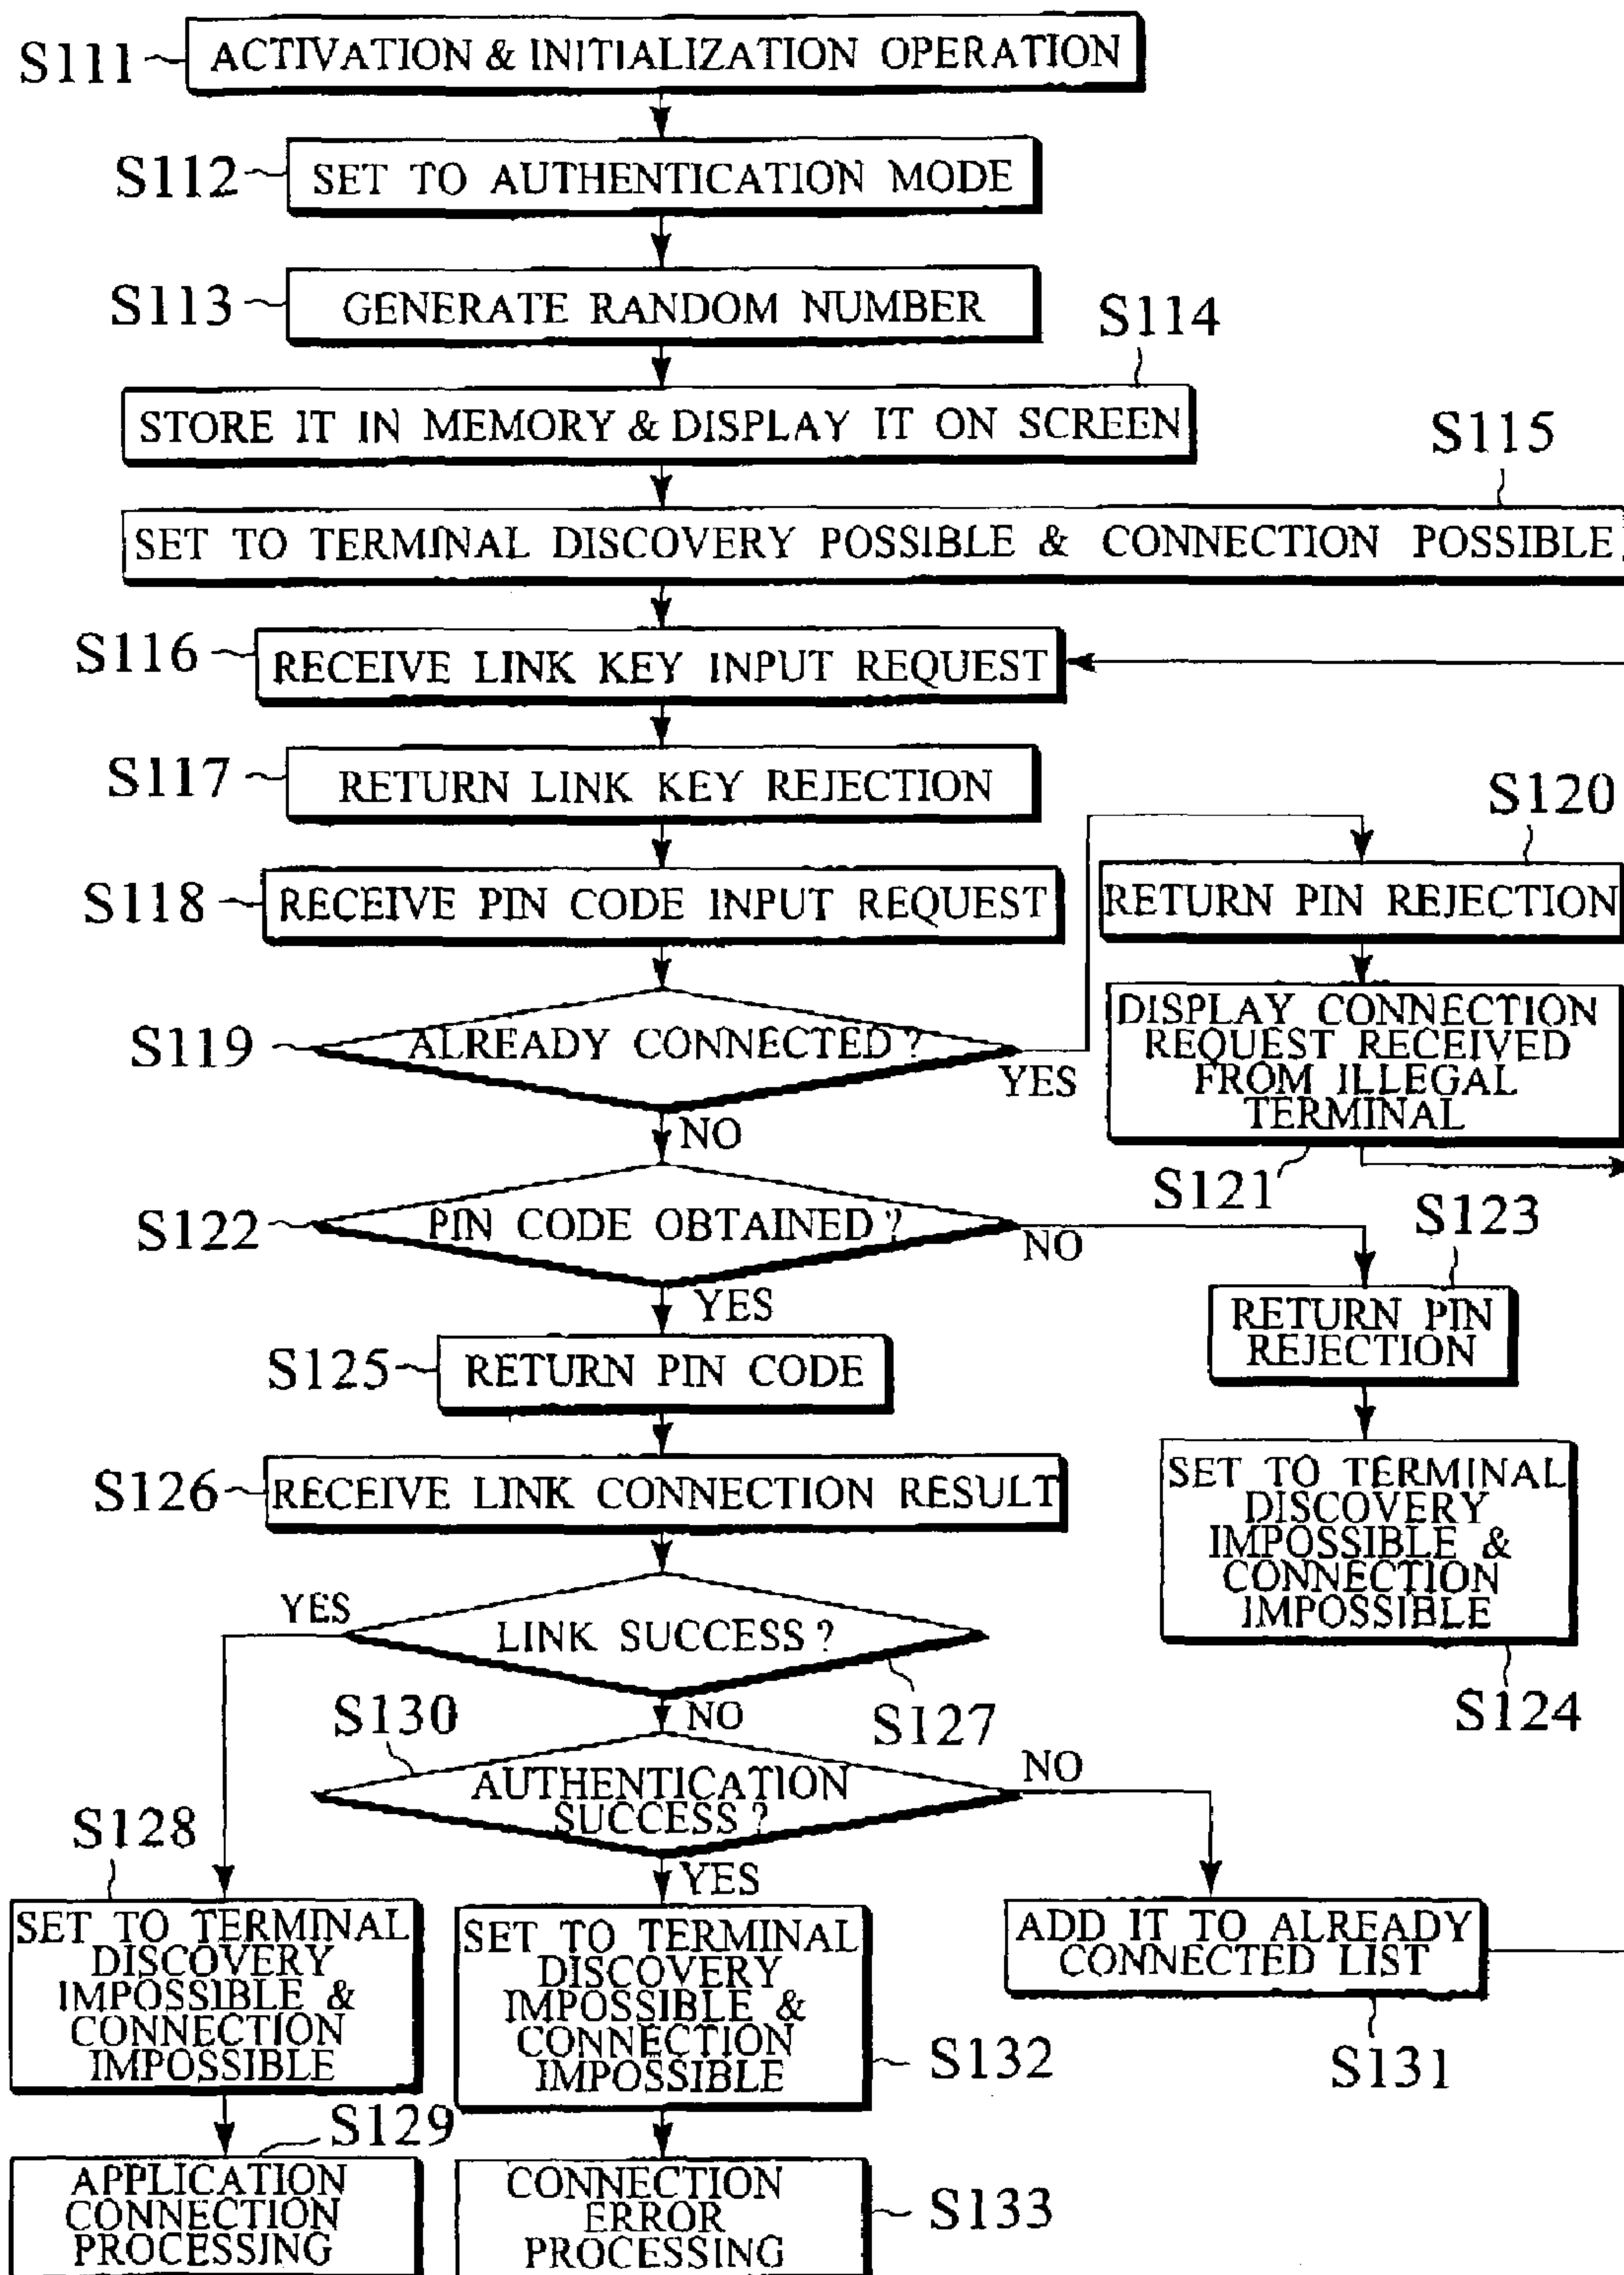 S111
ACTIVATION & INITIALIZATION OPERATION
S112
SET TO AUTHENTICATION MODE
S113
GENERATE RANDOM NUMBER
S114
STORE IT IN MEMORY & DISPLAY IT ON SCREEN
S115
SET TO TERMINAL DISCOVERY POSSIBLE & CONNECTION POSSIBLE
S116
RECEIVE LINK KEY INPUT REQUEST
S117
RETURN LINK KEY REJECTION
S118
RECEIVE PIN CODE INPUT REQUEST
S119
ALREADY CONNECTED?
YES
NO
S120
RETURN PIN REJECTION
DISPLAY CONNECTION
REQUEST RECEIVED
FROM ILLEGAL
TERMINAL
S121
S122
PIN CODE OBTAINED?
NO
YES
S123
RETURN PIN
REJECTION
SET TO TERMINAL
DISCOVERY
IMPOSSIBLE &
CONNECTION
IMPOSSIBLE
S124
S125
RETURN PIN CODE
S126
RECEIVE LINK CONNECTION RESULT
YES
LINK SUCCESS?
S127
NO
S130
AUTHENTICATION
SUCCESS?
NO
YES
S128
SET TO TERMINAL
DISCOVERY
IMPOSSIBLE &
CONNECTION
IMPOSSIBLE
SET TO TERMINAL
DISCOVERY
IMPOSSIBLE &
CONNECTION
IMPOSSIBLE
S132
ADD IT TO ALREADY
CONNECTED LIST
S131
S129
APPLICATION
CONNECTION
PROCESSING
CONNECTION
ERROR
PROCESSING
S133